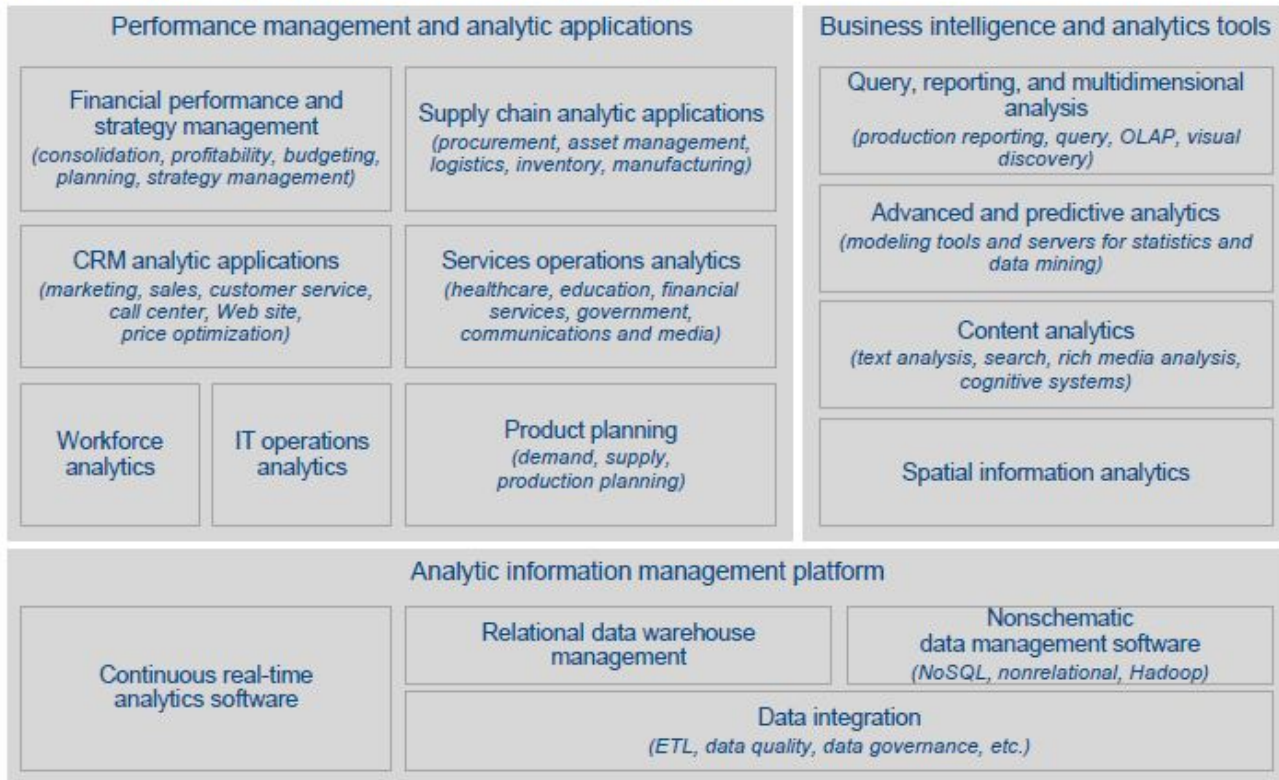 Performance management and analytic applications
Financial performance and
strategy management
(consolidation, profitability, budgeting,
planning, strategy management)
Supply chain analytic applications
(procurement, asset management,
logistics, inventory, manufacturing)
CRM analytic applications
(marketing, sales, customer service,
call center, Web site,
price optimization)
Services operations analytics
(healthcare, education, financial
services, government,
communications and media)
Workforce
analytics
IT operations
analytics
Product planning
(demand, supply,
production planning)
Business intelligence and analytics tools
Query, reporting, and multidimensional
analysis
(production reporting, query, OLAP, visual
discovery)
Advanced and predictive analytics
(modeling tools and servers for statistics and
data mining)
Content analytics
(text analysis, search, rich media analysis,
cognitive systems)
Spatial information analytics
Analytic information management platform
Continuous real-time
analytics software
Relational data warehouse
management
Nonschematic
data management software
(NoSQL, nonrelational, Hadoop)
Data integration
(ETL, data quality, data governance, etc.)